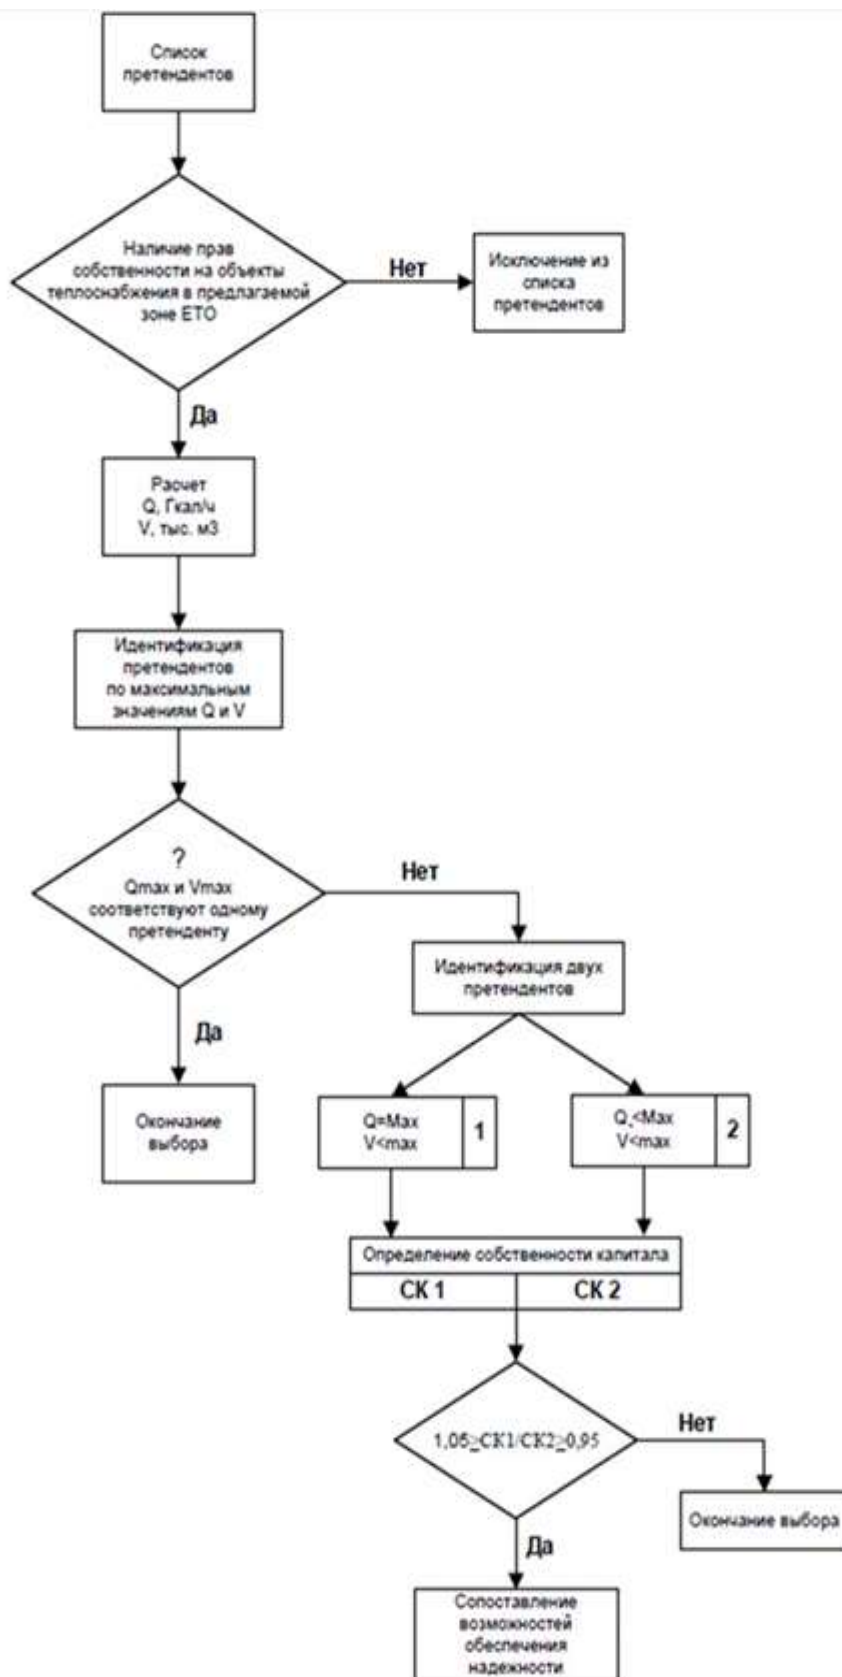 Список
претендентов
Наличие прав
собственности на объекты
теплоснабжения в предлагаемой
зоне ЕТО
Нет
Исключение из
списка
претендентов
Да
Расчет
Q, Гкал/ч
V, тыс. м3
Идентификация
претендентов
по максимальным
значениям Q и V
?
Qmax и Vmax
соответствуют одному
претенденту
Нет
Идентификация двух
претендентов
Да
Окончание
выбора
Q=Max
V<max
1
Q,<Max
V<max
2
Определение собственности капитала
СК 1
СК 2
1,05≥СК1/СК2≥0,95
Нет
Окончание выбора
Да
Сопоставление
возможностей
обеспечения
надежности